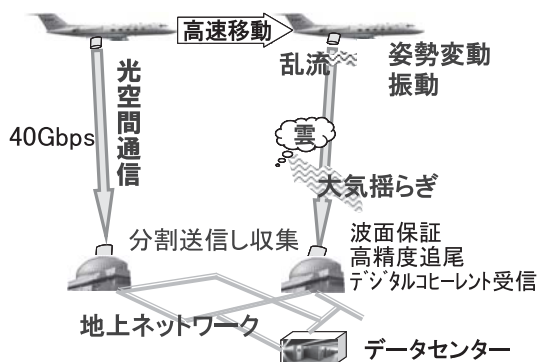 高速移動
乱流
姿勢変動
振動
光空間通信
40Gbps
雲
大気揺らぎ
分割送信し収集
波面保証
高精度追尾
デジタルコヒーレント受信
地上ネットワーク
データセンター